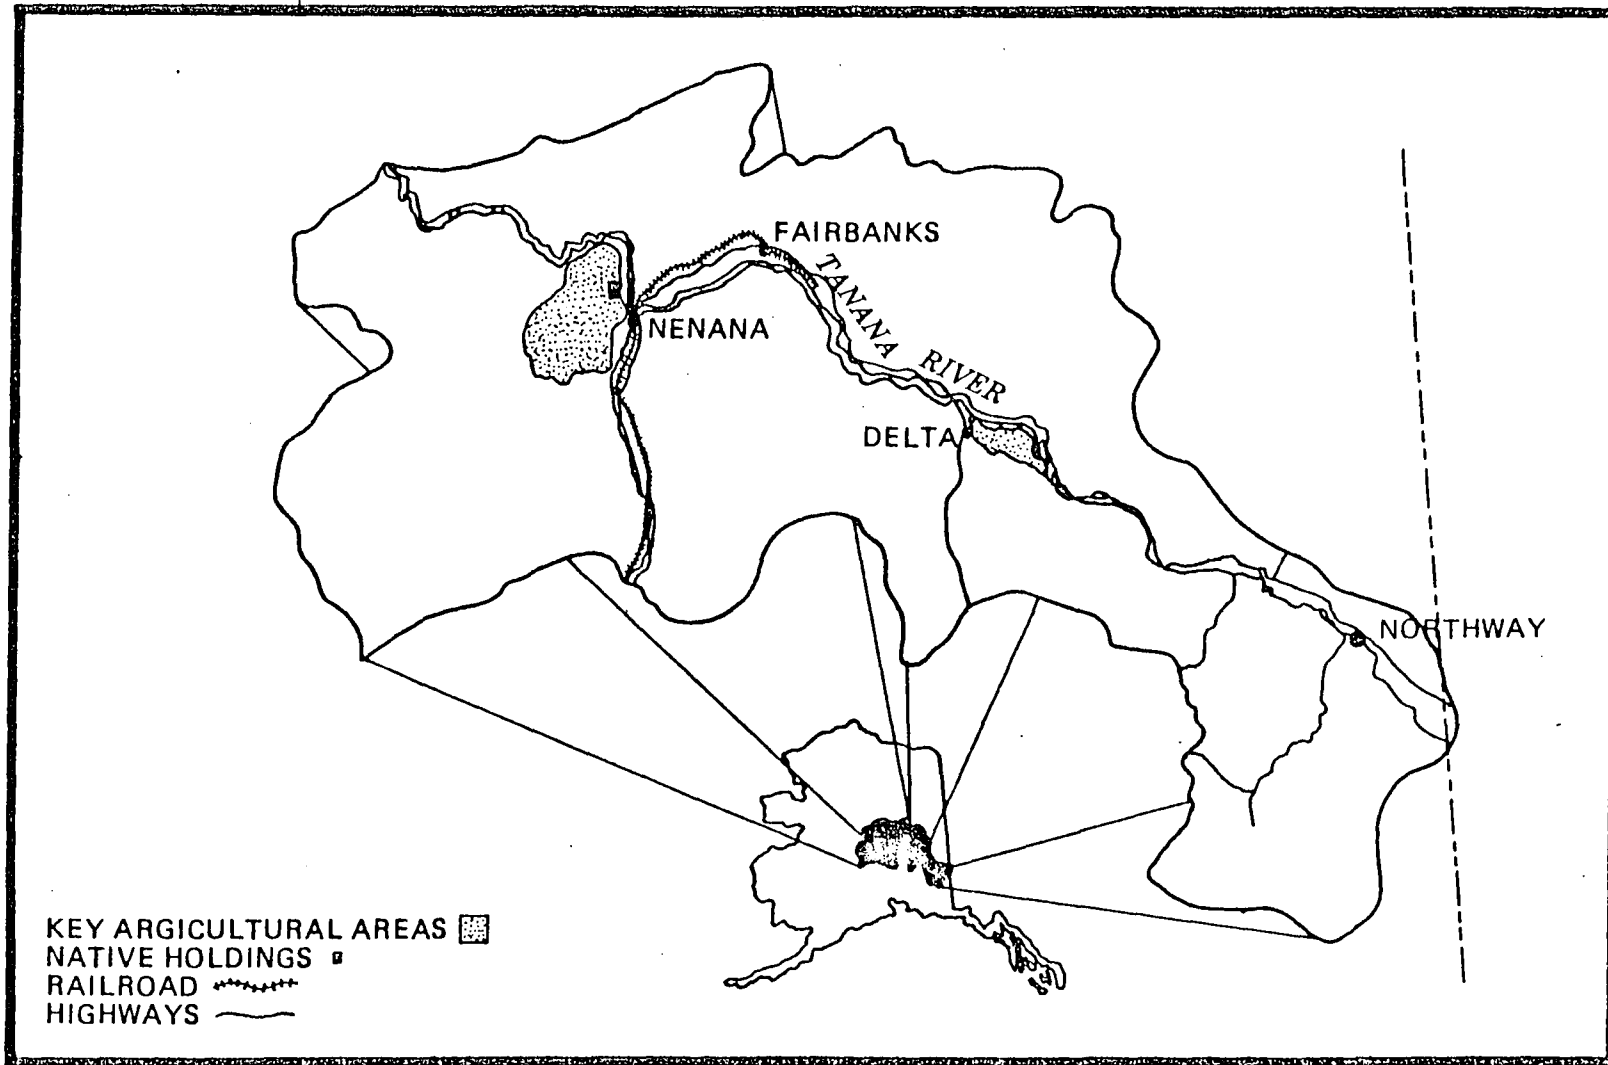 FAIRBANKS
TANANA RIVER
NENANA
DELTA
NORTHWAY
KEY ARGICULTURAL AREAS
NATIVE HOLDINGS
RAILROAD
HIGHWAYS